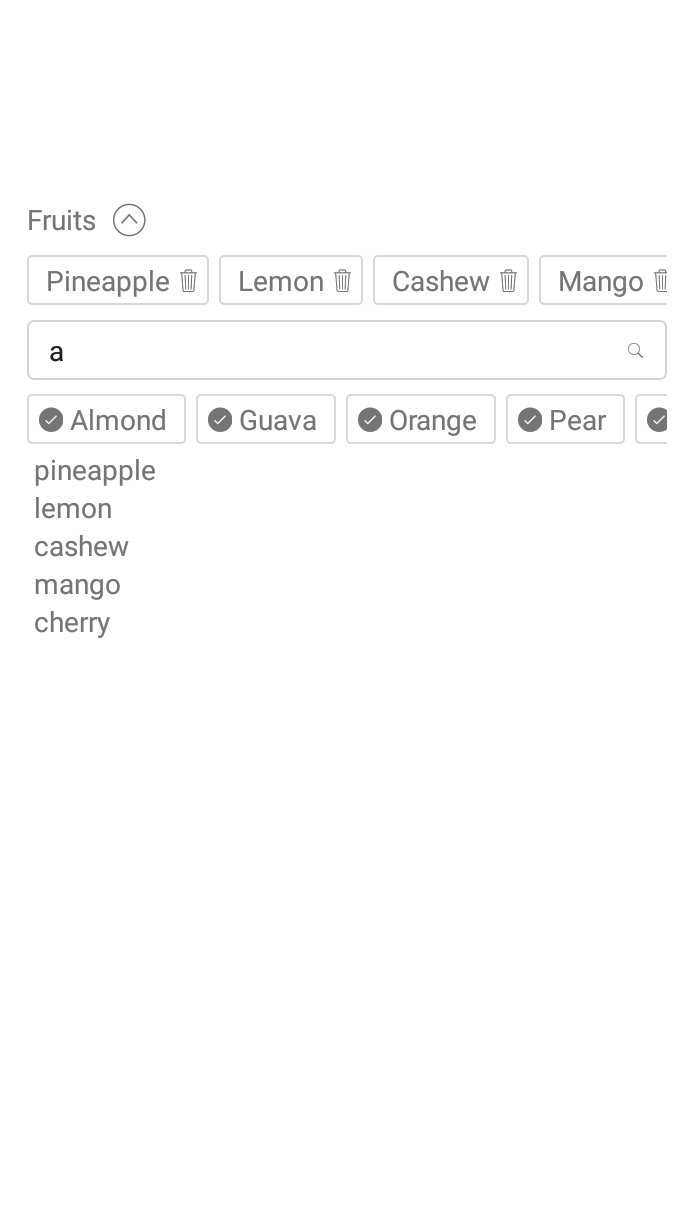 Fruits
Pineapple Lemon Cashew Mango
a
Almond Guava Orange Pear
pineapple
lemon
cashew
mango
cherry